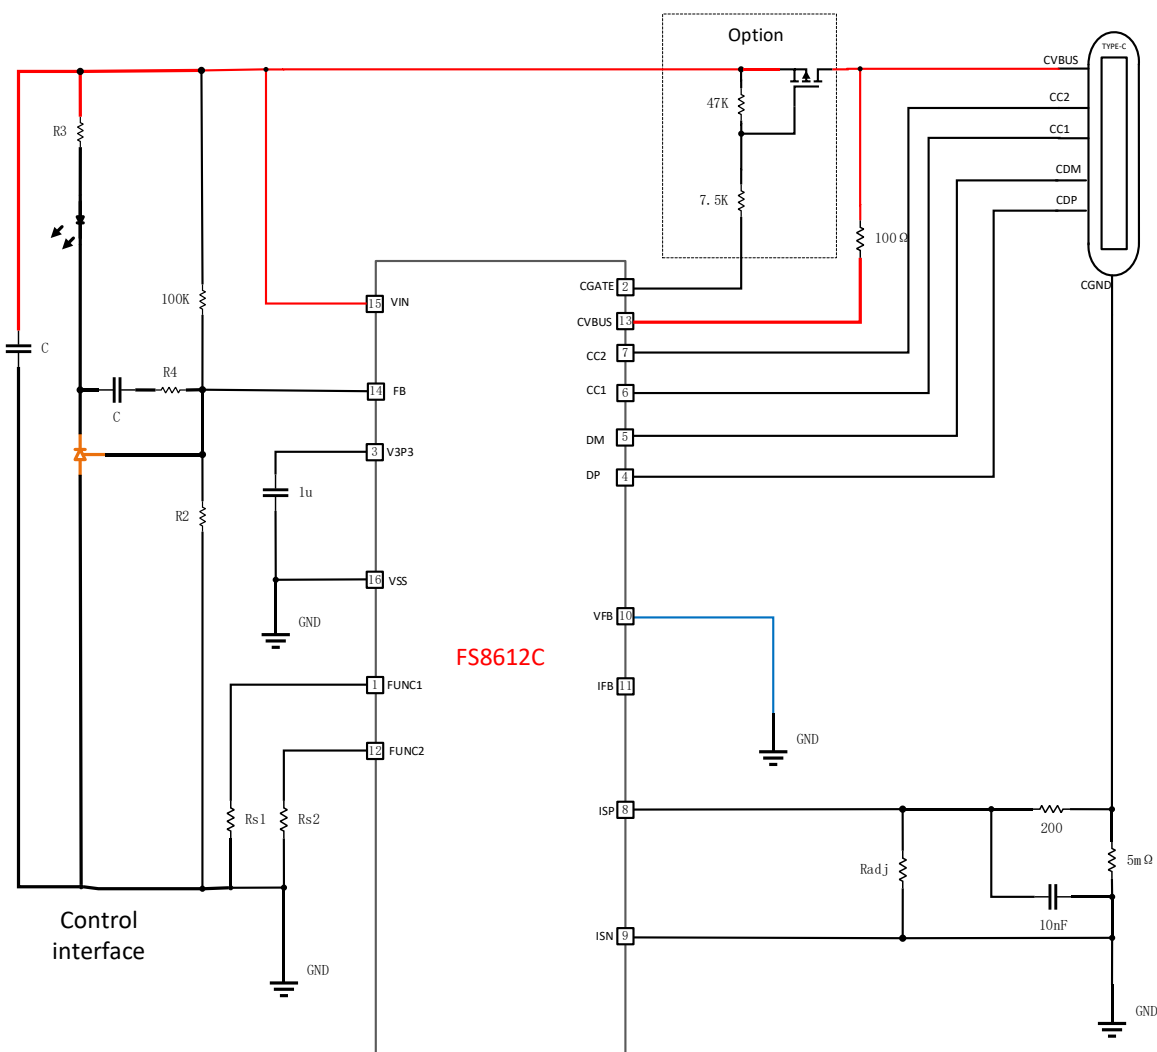 Option
TYPE-C
CVBUS
CC2
CC1
CDM
CDP
CGND
47K
7.5K
100Ω
R3
100K
C
R4
C
R2
1u
GND
15 VIN
14 FB
3 V3P3
16 VSS
1 FUNC1
12 FUNC2
CGATE 2
CVBUS 13
CC2 7
CC1 6
DM 5
DP 4
VFB 10
IFB 11
ISP 8
ISN 9
FS8612C
GND
Rs1
Rs2
Radj
200
5mΩ
10nF
Control
interface
GND
GND